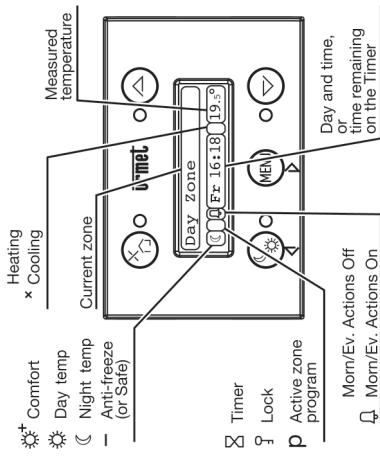 Heating
× Cooling
Measured
temperature
Current zone
☼⁺ Comfort
☼ Day temp
☾ Night temp
– Anti-freeze
(or Safe)
urmet
Day Zone
Fr 16:18 19.5°
MENU
Timer
Lock
p Active zone
program
Day and time,
or
time remaining
on the Timer
Morn/Ev. Actions Off
Morn/Ev. Actions On